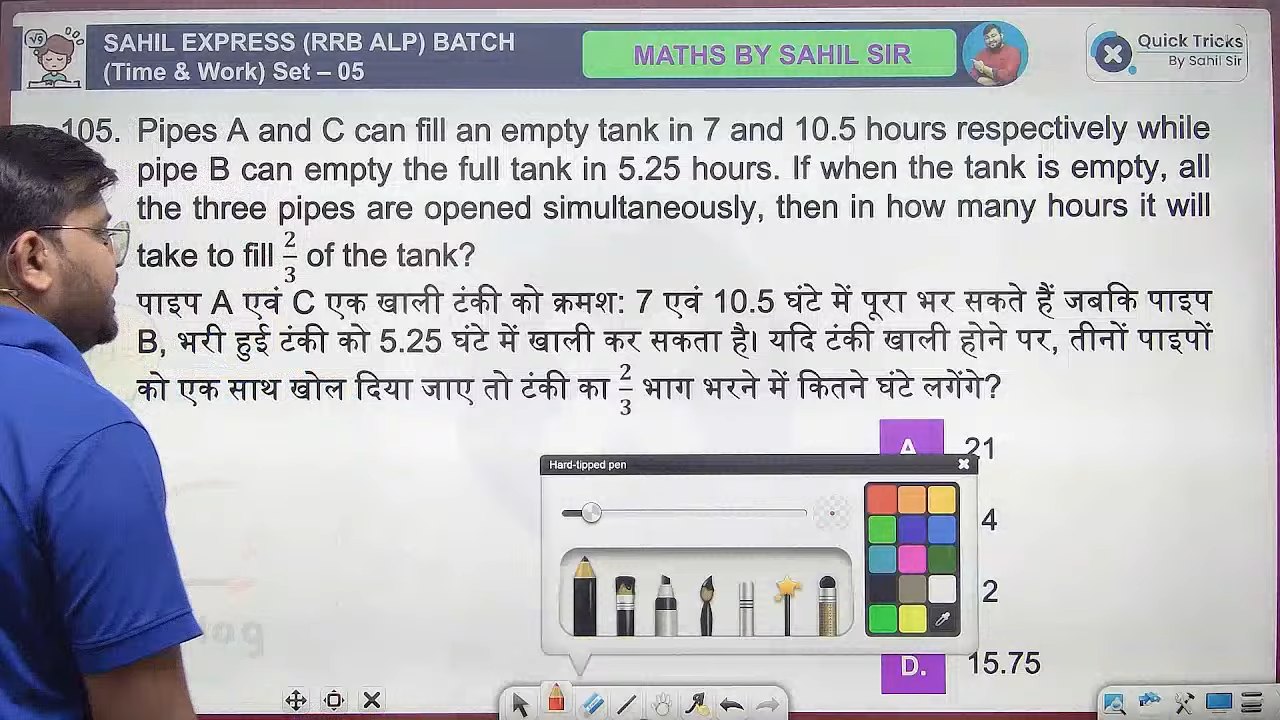 SAHIL EXPRESS (RRB ALP) BATCH
(Time & Work) Set – 05
MATHS BY SAHIL SIR
Quick Tricks
By Sahil Sir
105. Pipes A and C can fill an empty tank in 7 and 10.5 hours respectively while
pipe B can empty the full tank in 5.25 hours. If when the tank is empty, all
the three pipes are opened simultaneously, then in how many hours it will
take to fill 2/3 of the tank?
पाइप A एवं C एक खाली टंकी को क्रमश: 7 एवं 10.5 घंटे में पूरा भर सकते हैं जबकि पाइप
B, भरी हुई टंकी को 5.25 घंटे में खाली कर सकता है। यदि टंकी खाली होने पर, तीनों पाइपों
को एक साथ खोल दिया जाए तो टंकी का 2/3 भाग भरने में कितने घंटे लगेंगे?
A 21
Hard-tipped pen
4
2
D. 15.75